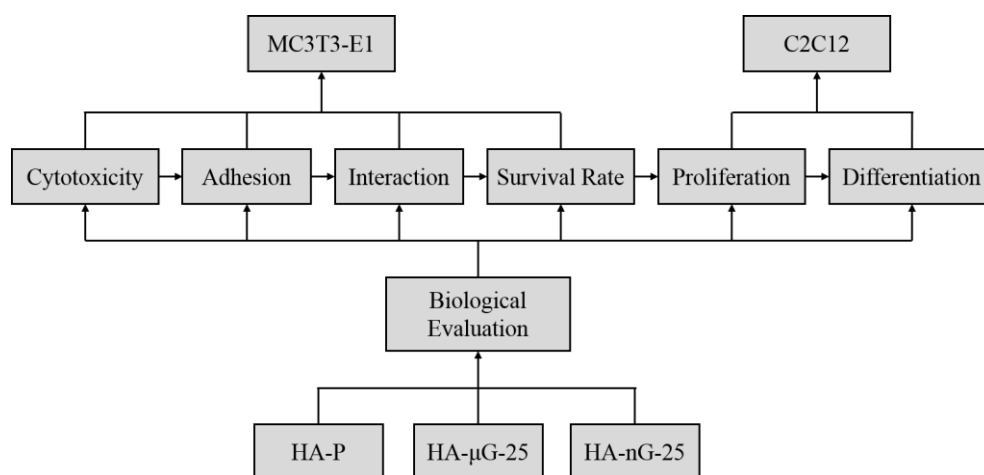 MC3T3-E1
C2C12
Cytotoxicity
Adhesion
Interaction
Survival Rate
Proliferation
Differentiation
Biological
Evaluation
HA-P
HA-μG-25
HA-nG-25